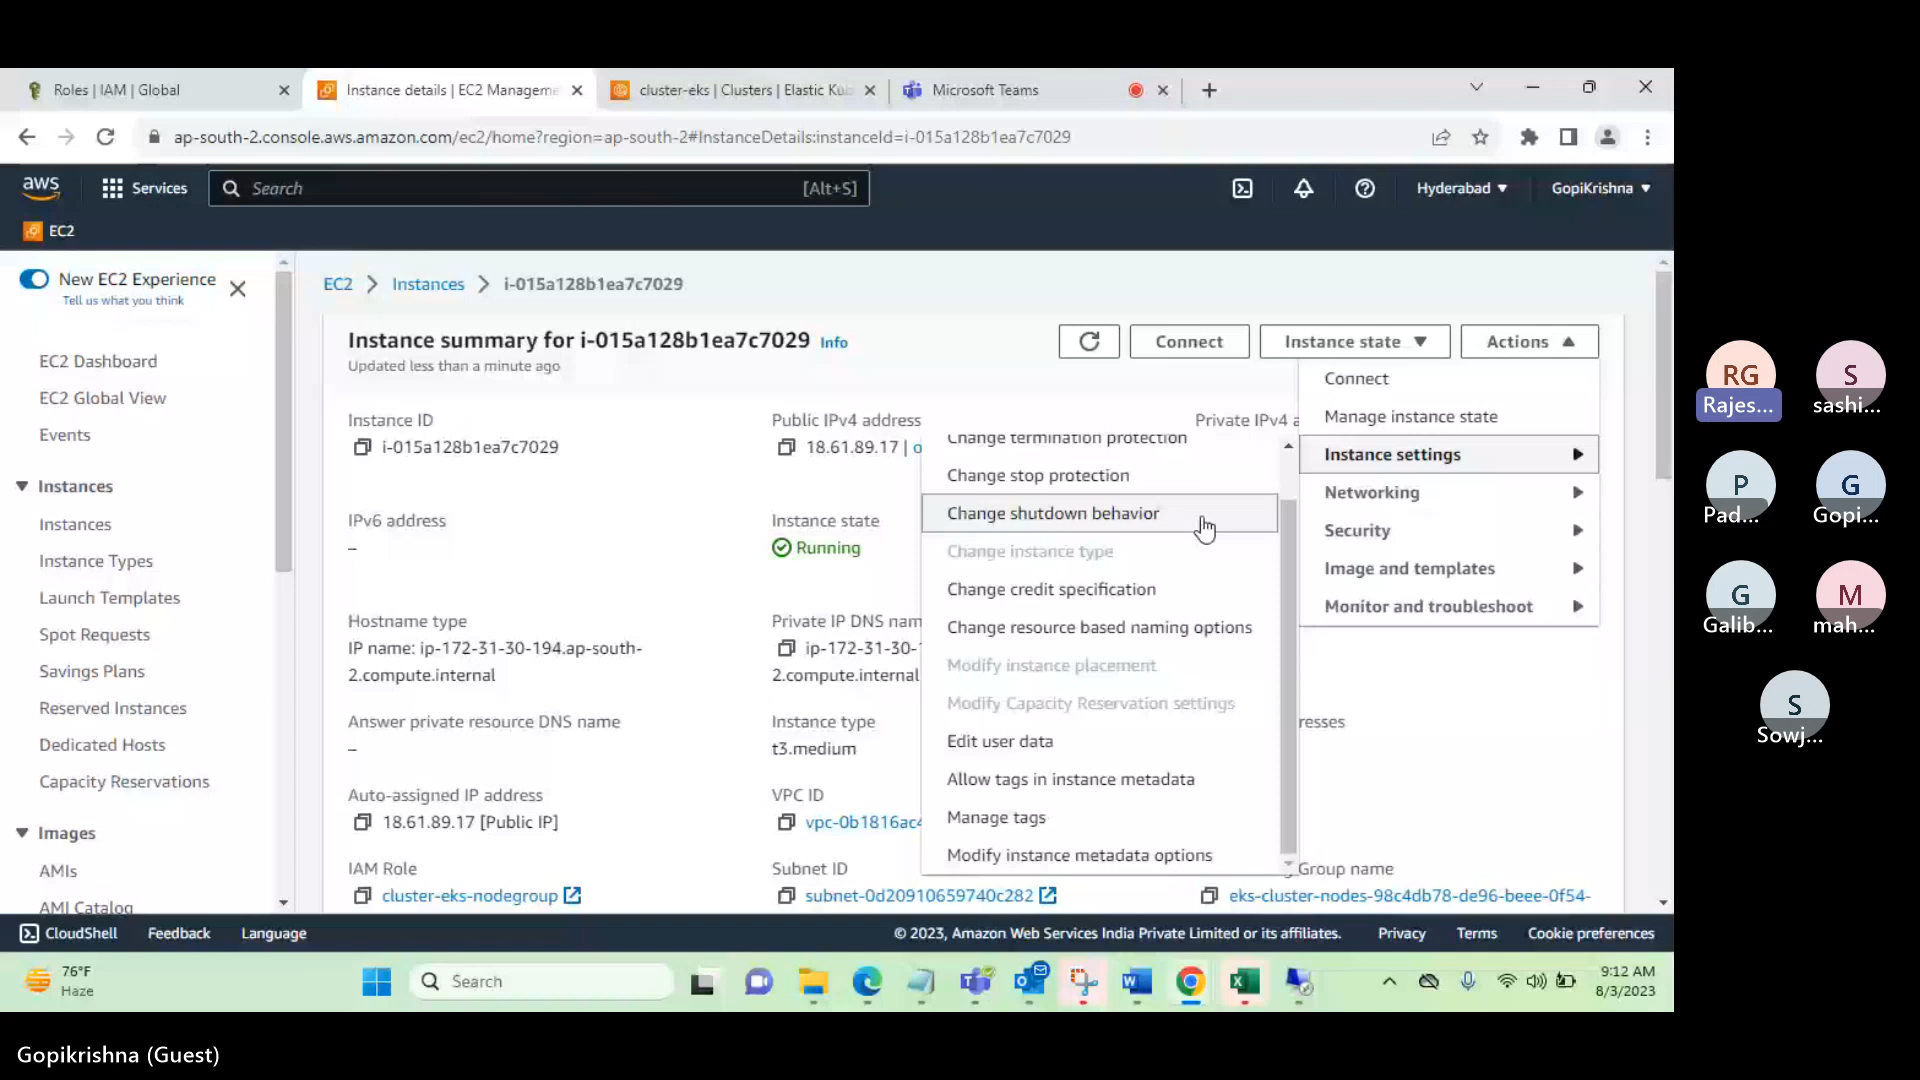 Roles | IAM | Global
Instance details | EC2 Manageme
cluster-eks | Clusters | Elastic Kub
Microsoft Teams
ap-south-2.console.aws.amazon.com/ec2/home?region=ap-south-2#InstanceDetails:instanceId=i-015a128b1ea7c7029
aws
Services
Search
[Alt+S]
Hyderabad
GopiKrishna
EC2
New EC2 Experience
Tell us what you think
EC2 Dashboard
EC2 Global View
Events
Instances
Instances
Instance Types
Launch Templates
Spot Requests
Savings Plans
Reserved Instances
Dedicated Hosts
Capacity Reservations
Images
AMIs
AMI Catalog
EC2 > Instances > i-015a128b1ea7c7029
Instance summary for i-015a128b1ea7c7029 Info
Updated less than a minute ago
Connect
Instance state
Actions
Instance ID
i-015a128b1ea7c7029
Public IPv4 address
18.61.89.17 | o
Private IPv4 a
IPv6 address
–
Instance state
Running
Hostname type
IP name: ip-172-31-30-194.ap-south-
2.compute.internal
Private IP DNS nam
ip-172-31-30-
2.compute.internal
Answer private resource DNS name
–
Instance type
t3.medium
resses
Auto-assigned IP address
18.61.89.17 [Public IP]
VPC ID
vpc-0b1816ac
IAM Role
cluster-eks-nodegroup
Subnet ID
subnet-0d20910659740c282
Group name
eks-cluster-nodes-98c4db78-de96-beee-0f54-
Connect
Manage instance state
Instance settings
Networking
Security
Image and templates
Monitor and troubleshoot
Change termination protection
Change stop protection
Change shutdown behavior
Change instance type
Change credit specification
Change resource based naming options
Modify instance placement
Modify Capacity Reservation settings
Edit user data
Allow tags in instance metadata
Manage tags
Modify instance metadata options
CloudShell
Feedback
Language
© 2023, Amazon Web Services India Private Limited or its affiliates.
Privacy
Terms
Cookie preferences
76°F
Haze
Search
9:12 AM
8/3/2023
RG
Rajes...
S
sashi...
P
Pad...
G
Gopi...
G
Galib...
M
mah...
S
Sowj...
Gopikrishna (Guest)